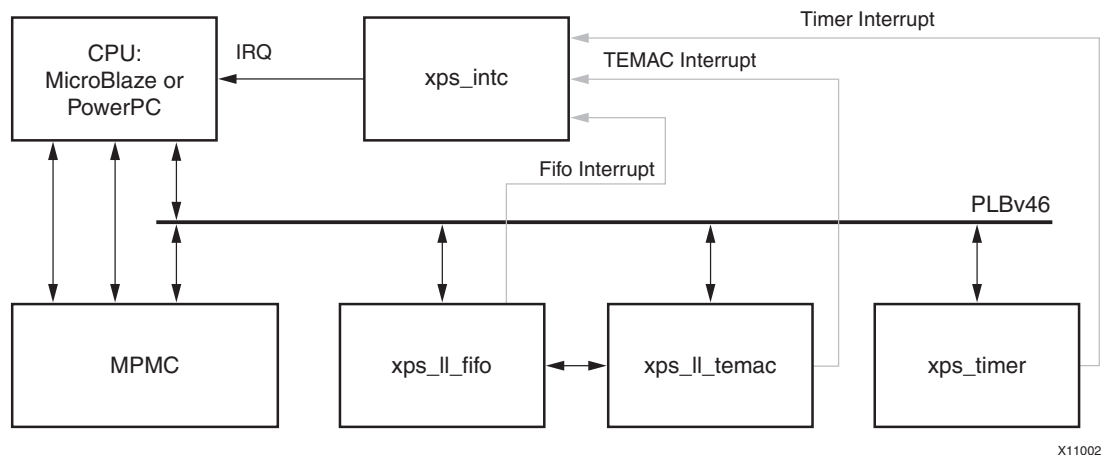 Timer Interrupt
CPU:
MicroBlaze or
PowerPC
IRQ
xps_intc
TEMAC Interrupt
Fifo Interrupt
PLBv46
MPMC
xps_ll_fifo
xps_ll_temac
xps_timer
X11002